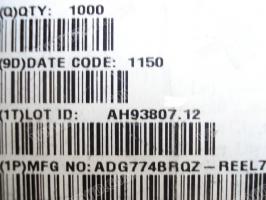 (Q)QTY: 1000
(9D)DATE CODE: 1150
(1T)LOT ID: AH93807.12
(1P)MFG NO: ADG774BRQZ-REEL7